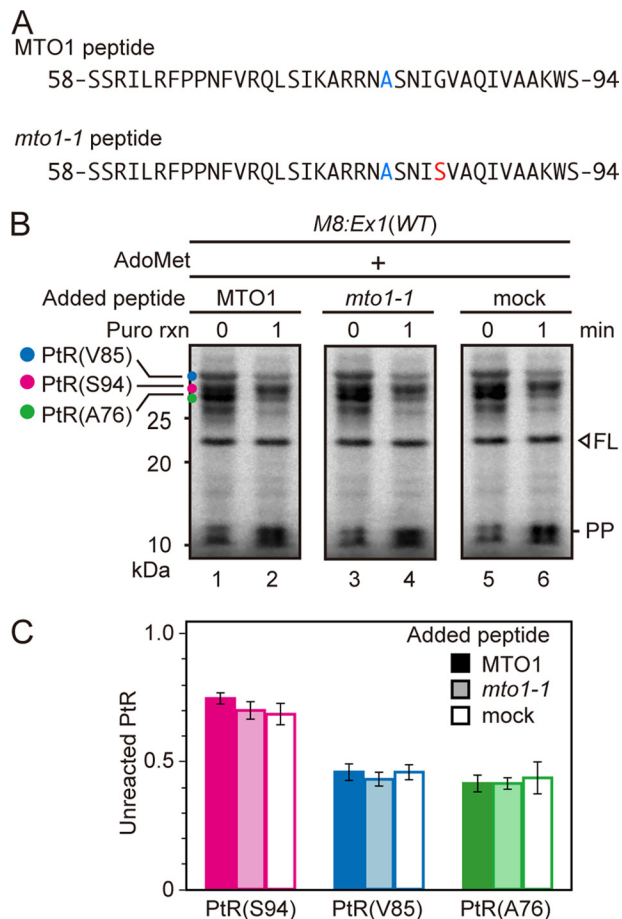 A
MTO1 peptide
58-SSRILRFPPNFVRQLSIKARRNASNIGVAQIVAAKWS-94
mto1-1 peptide
58-SSRILRFPPNFVRQLSIKARRNASNISVAQIVAAKWS-94
B
M8:Ex1(WT)
AdoMet +
Added peptide MTO1 mto1-1 mock
Puro rxn 0 1 0 1 0 1 min
PtR(V85)
PtR(S94)
PtR(A76)
25
20
FL
PP
10
kDa
1 2 3 4 5 6
C
Added peptide
MTO1
mto1-1
mock
Unreacted PtR
1.0
0.5
0
PtR(S94) PtR(V85) PtR(A76)